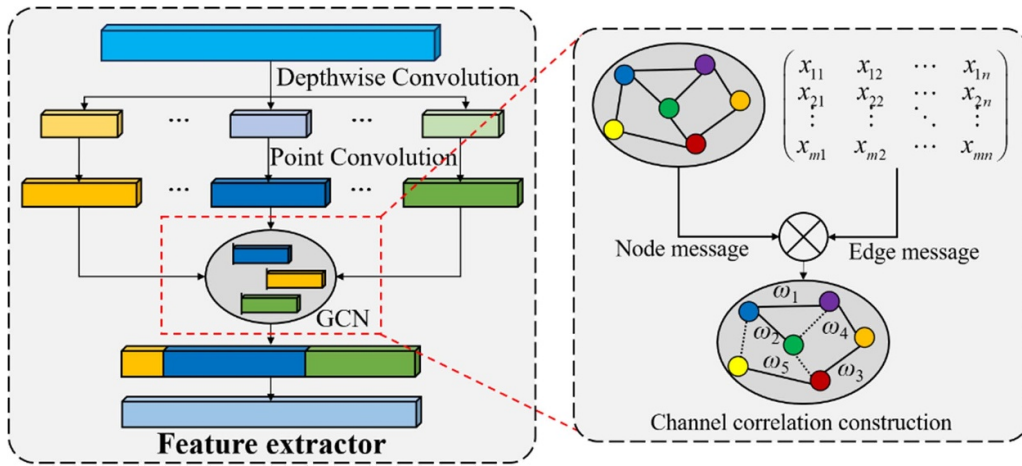 Depthwise Convolution
... ...
Point Convolution
... ...
GCN
Feature extractor
x11 x12 ⋯ x1n
x21 x22 ⋯ x2n
⋮ ⋮ ⋱ ⋮
xm1 xm2 ⋯ xmn
Node message
Edge message
ω1
ω2
ω4
ω5
ω3
Channel correlation construction